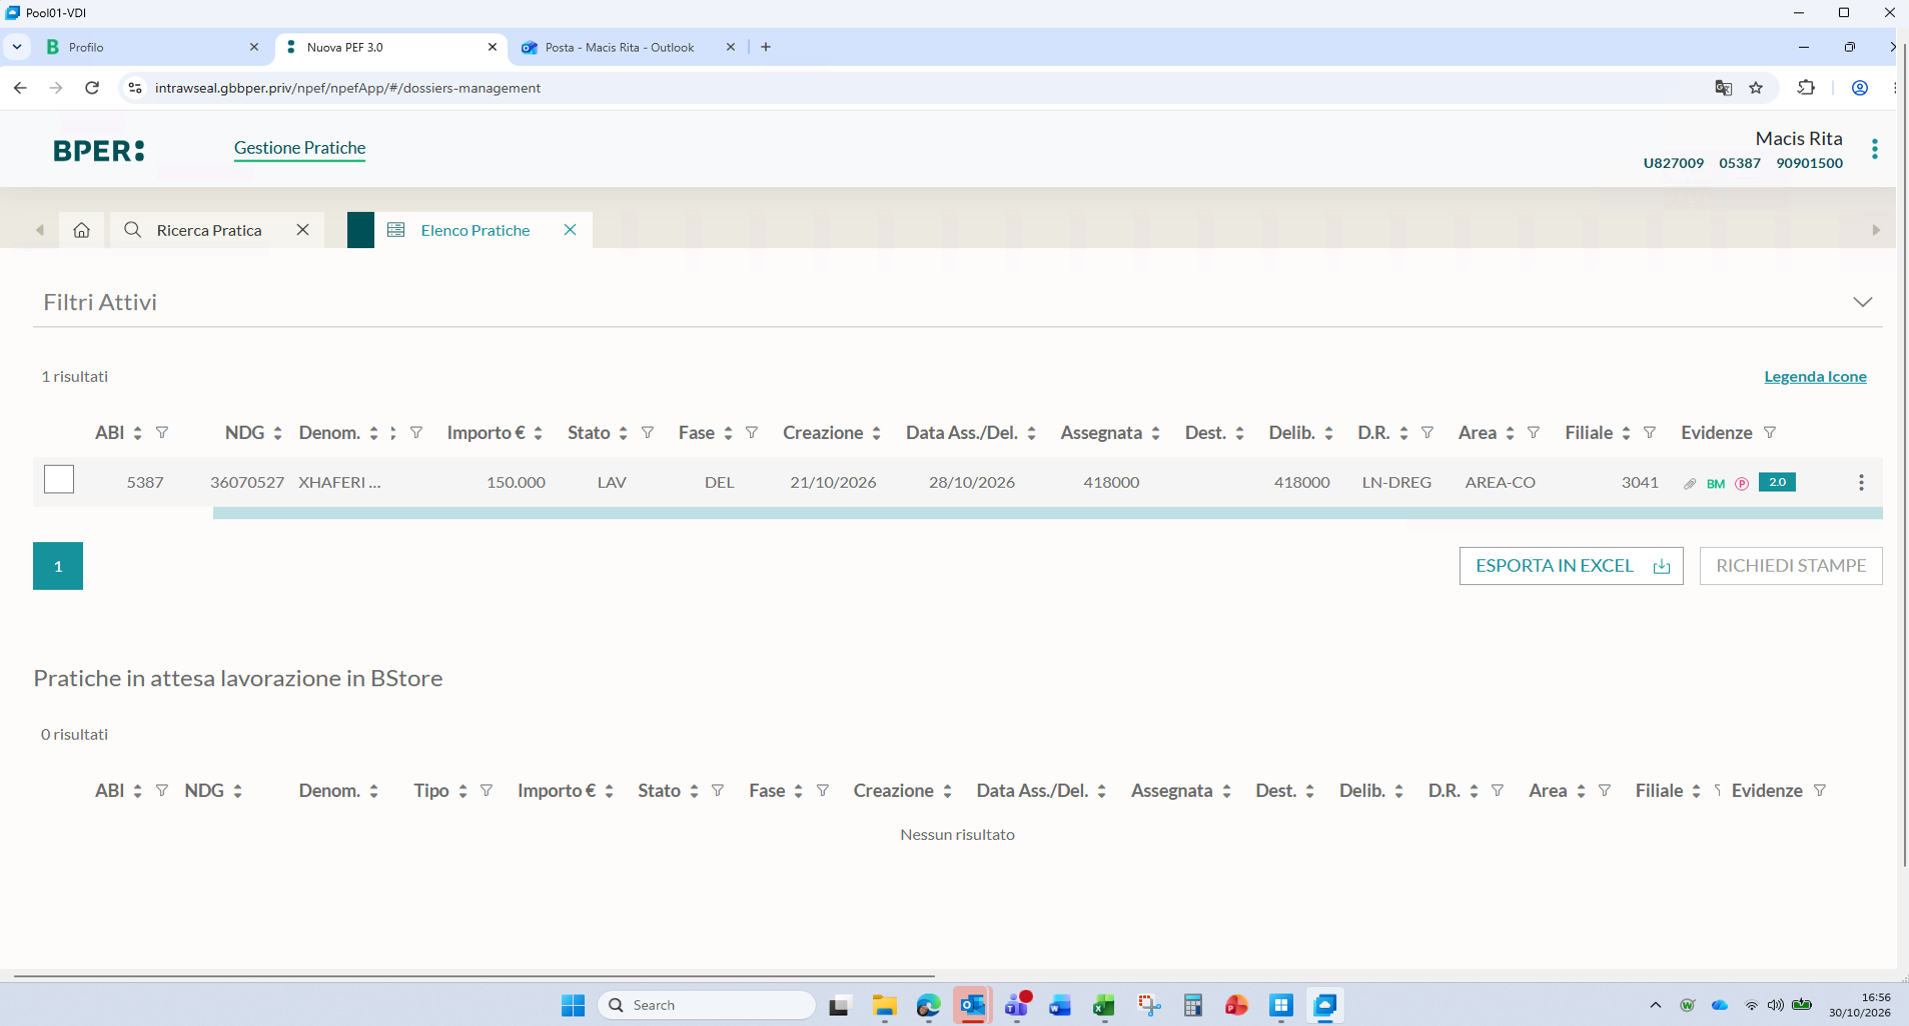 Pool01-VDI
Profilo
Nuova PEF 3.0
Posta - Macis Rita - Outlook
intrawseal.gbbper.priv/npef/npefApp/#/dossiers-management
BPER:
Gestione Pratiche
Macis Rita
U827009 05387 90901500
Ricerca Pratica
Elenco Pratiche
Filtri Attivi
1 risultati
Legenda Icone
ABI NDG Denom. Importo € Stato Fase Creazione Data Ass./Del. Assegnata Dest. Delib. D.R. Area Filiale Evidenze
5387 36070527 XHAFERI ... 150.000 LAV DEL 21/10/2026 28/10/2026 418000 418000 LN-DREG AREA-CO 3041 BM P 2.0
1
ESPORTA IN EXCEL
RICHIEDI STAMPE
Pratiche in attesa lavorazione in BStore
0 risultati
ABI NDG Denom. Tipo Importo € Stato Fase Creazione Data Ass./Del. Assegnata Dest. Delib. D.R. Area Filiale Evidenze
Nessun risultato
Search
16:56
30/10/2026